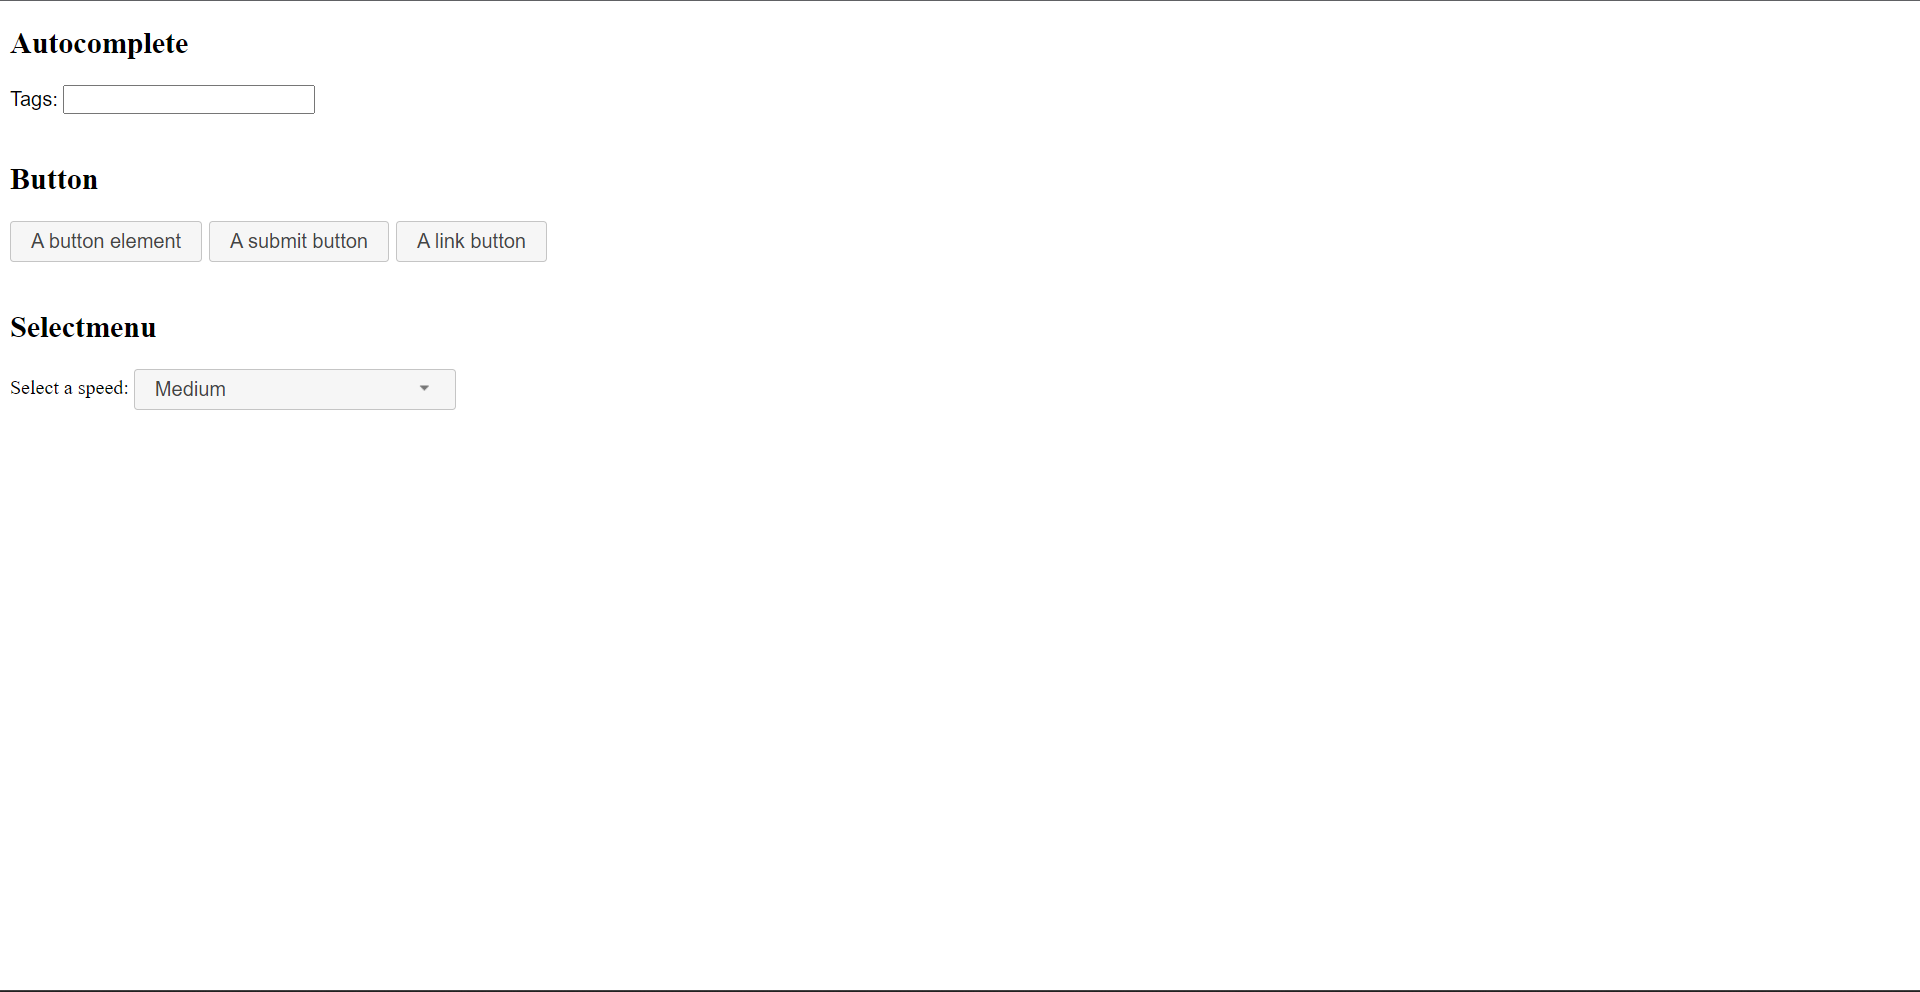 Autocomplete
Tags:
Button
A button element A submit button A link button
Selectmenu
Select a speed: Medium